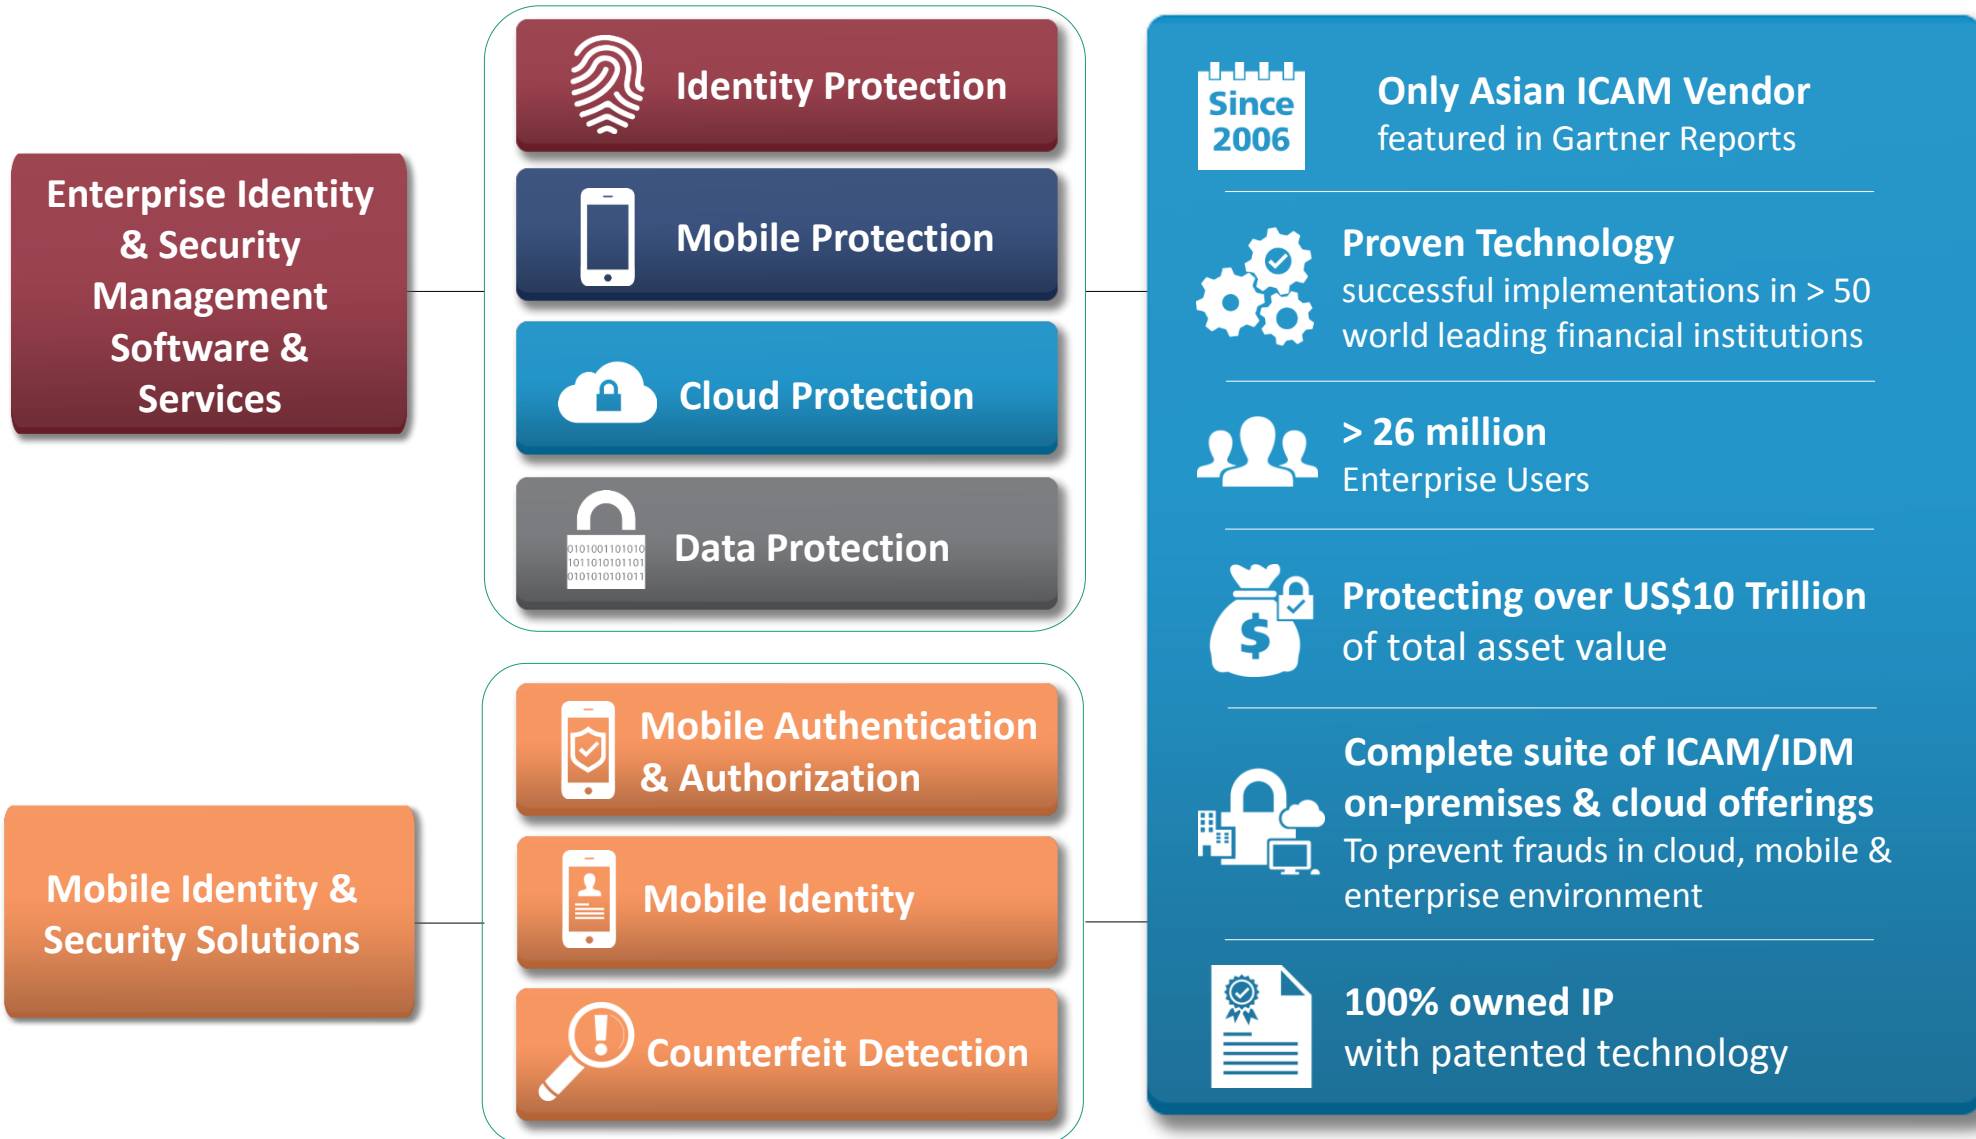 Enterprise Identity
& Security
Management
Software &
Services
Identity Protection
Mobile Protection
Cloud Protection
0101001101010
1011010101101
0101010101011
Data Protection
Mobile Identity &
Security Solutions
Mobile Authentication
& Authorization
Mobile Identity
Counterfeit Detection
Since
2006
Only Asian ICAM Vendor
featured in Gartner Reports
Proven Technology
successful implementations in > 50
world leading financial institutions
> 26 million
Enterprise Users
$
Protecting over US$10 Trillion
of total asset value
Complete suite of ICAM/IDM
on-premises & cloud offerings
To prevent frauds in cloud, mobile &
enterprise environment
100% owned IP
with patented technology